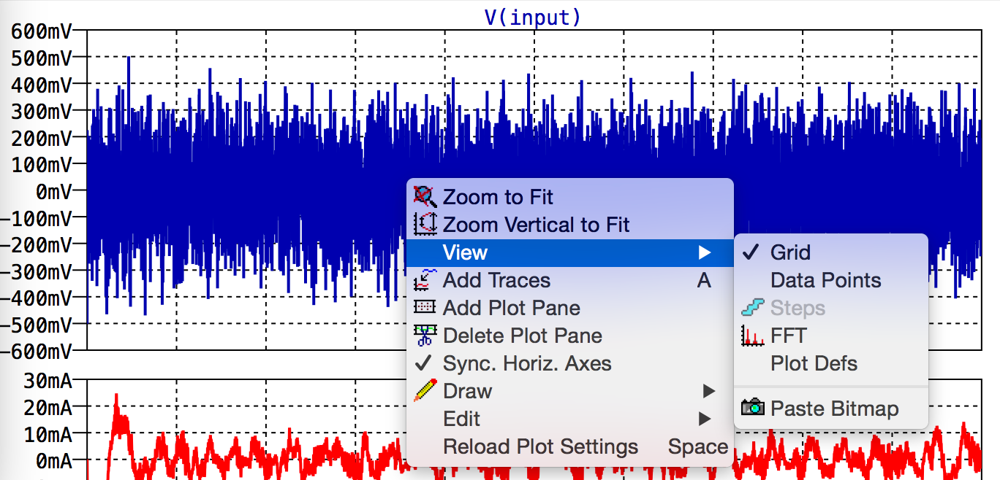 V(input)
600mV
500mV
400mV
300mV
200mV
100mV
0mV
-100mV
-200mV
-300mV
-400mV
-500mV
-600mV
30mA
20mA
10mA
0mA
Zoom to Fit
Zoom Vertical to Fit
View
Add Traces A
Add Plot Pane
Delete Plot Pane
Sync. Horiz. Axes
Draw
Edit
Reload Plot Settings Space
Grid
Data Points
Steps
FFT
Plot Defs
Paste Bitmap